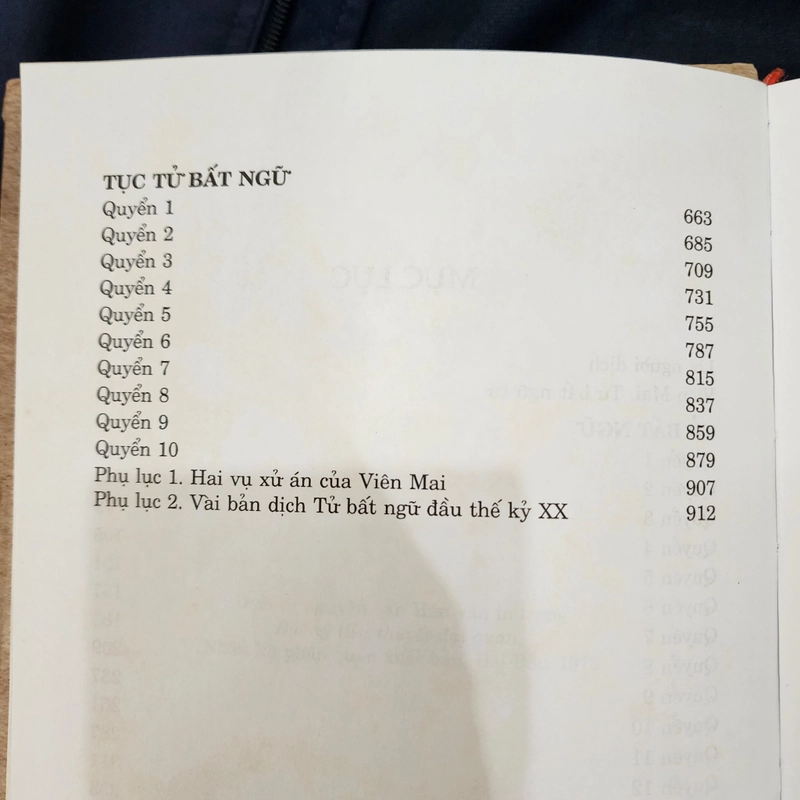 TỤC TỬ BẤT NGỮ
Quyển 1 663
Quyển 2 685
Quyển 3 709
Quyển 4 731
Quyển 5 755
Quyển 6 787
Quyển 7 815
Quyển 8 837
Quyển 9 859
Quyển 10 879
Phụ lục 1. Hai vụ xử án của Viên Mai 907
Phụ lục 2. Vài bản dịch Tử bất ngữ đầu thế kỷ XX 912